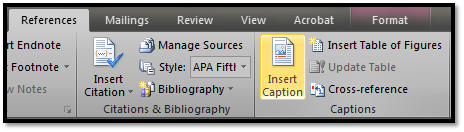 References Mailings Review View Acrobat Format
rt Endnote
Footnote
w Notes
Insert
Citation
Manage Sources
Style: APA Fifth
Bibliography
Citations & Bibliography
Insert
Caption
Insert Table of Figures
Update Table
Cross-reference
Captions